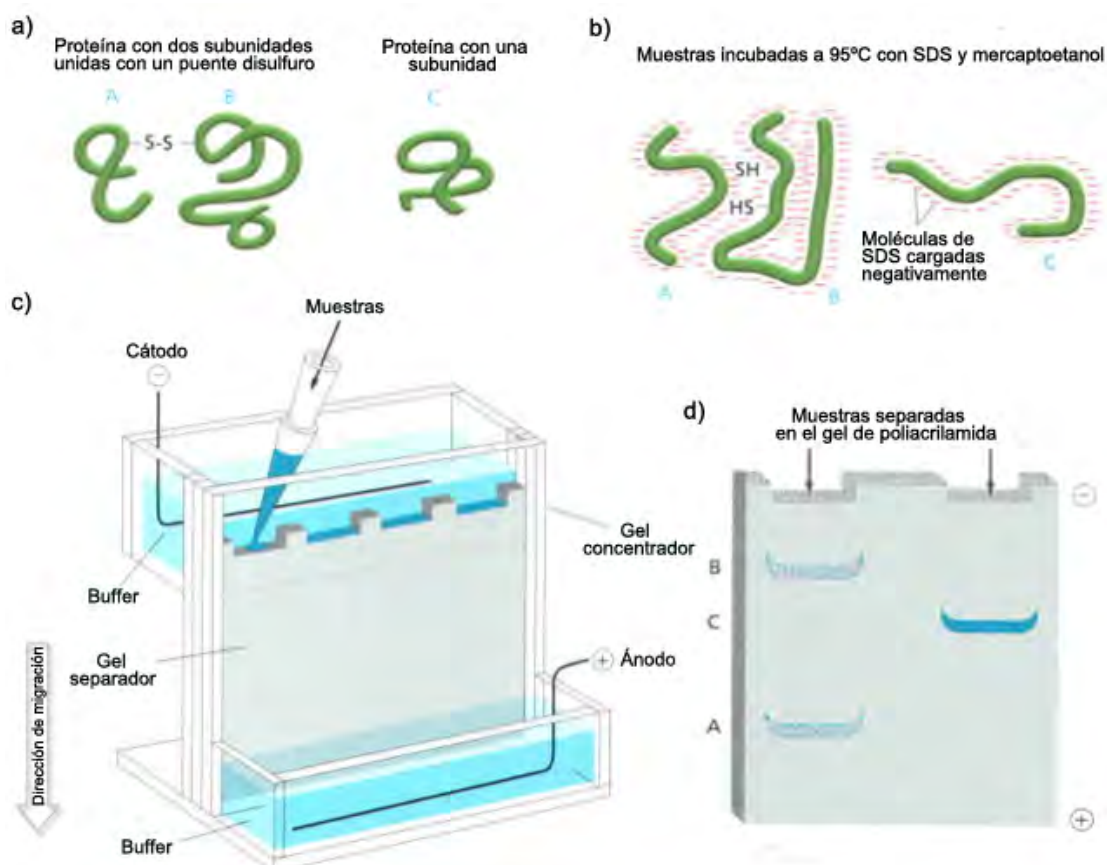 a)
Proteína con dos subunidades
unidas con un puente disulfuro
A
B
S-S
Proteína con una
subunidad
C
b)
Muestras incubadas a 95ºC con SDS y mercaptoetanol
SH
HS
A
B
Moléculas de
SDS cargadas
negativamente
C
c)
Muestras
Cátodo
−
Buffer
Gel
concentrador
Gel
separador
+ Ánodo
Dirección de migración
Buffer
d)
Muestras separadas
en el gel de poliacrilamida
−
B
C
A
+